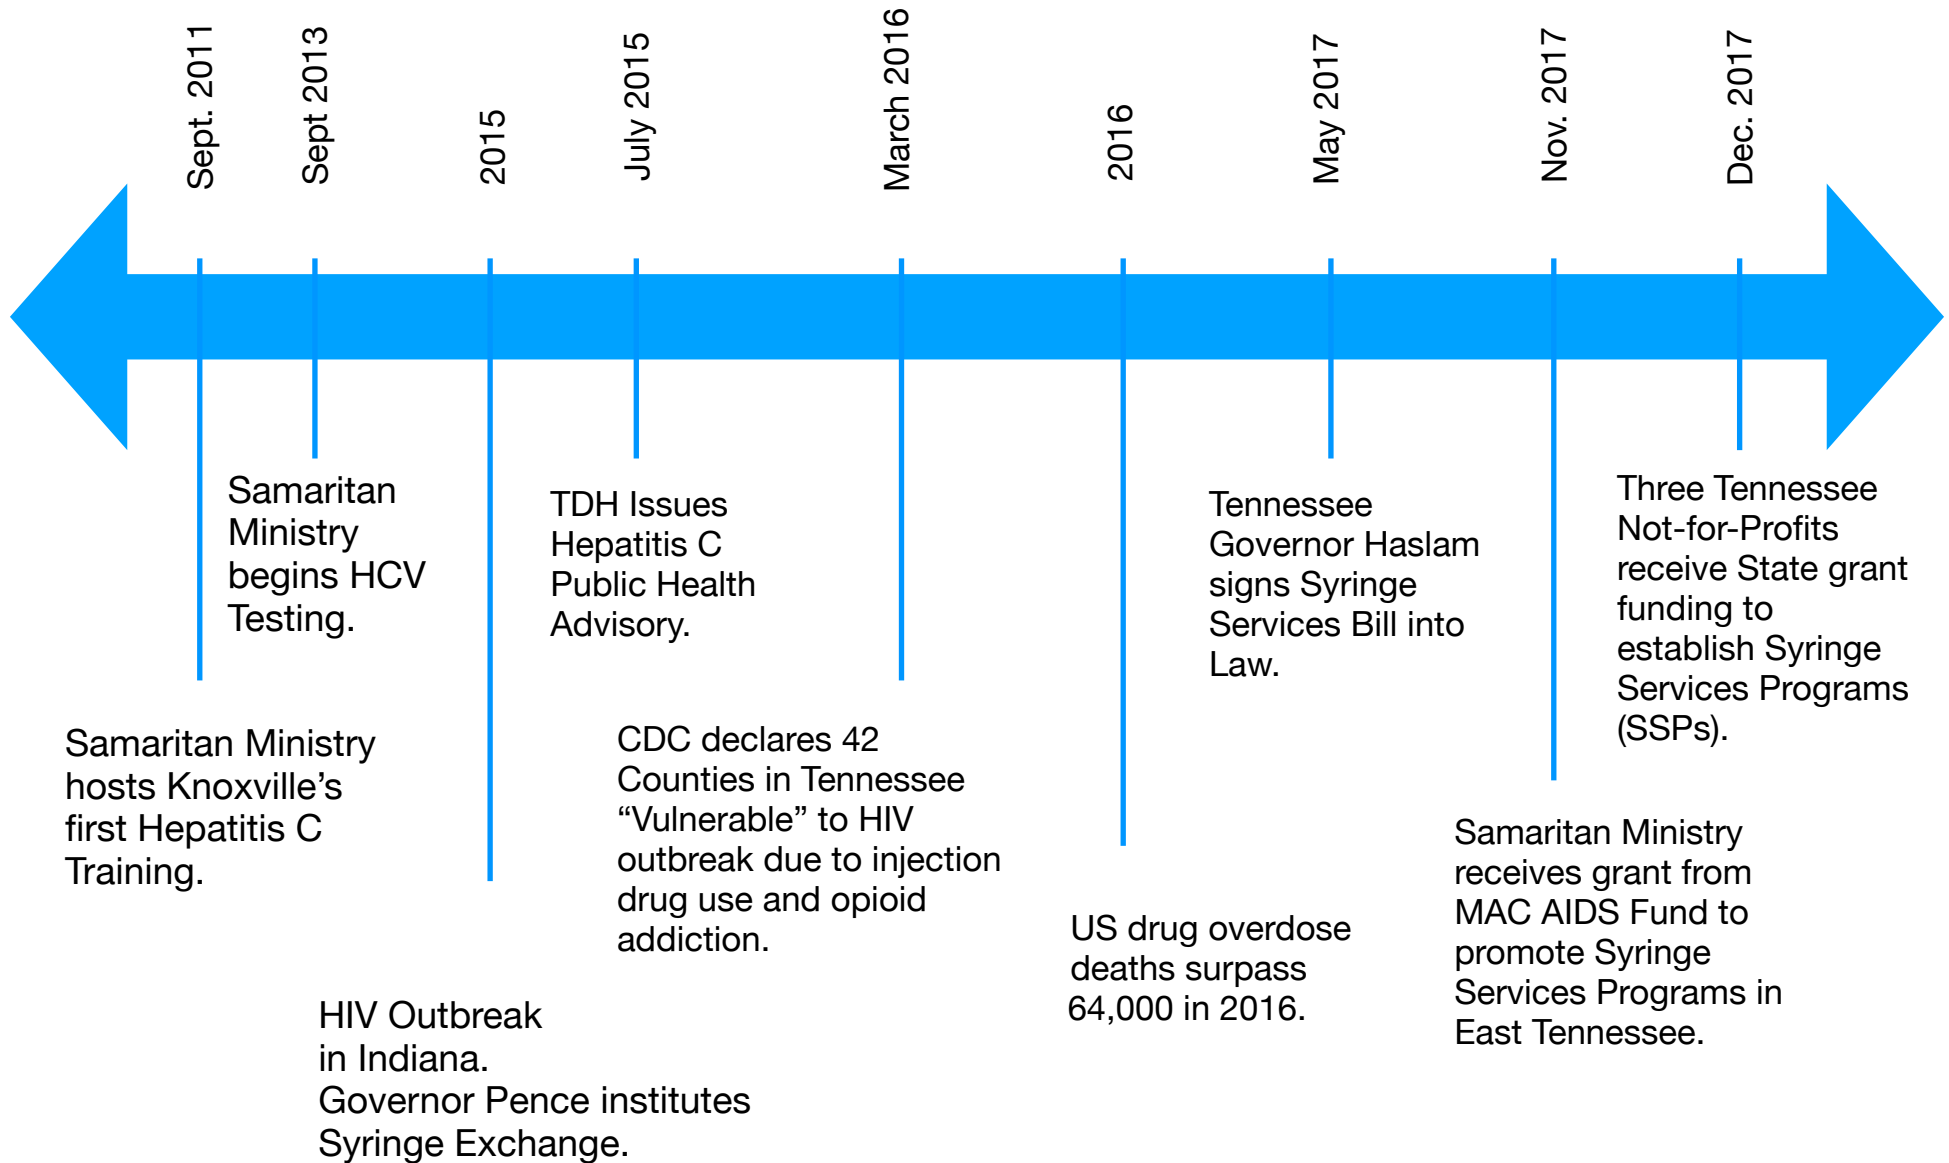 Sept. 2011
Sept 2013
2015
July 2015
March 2016
2016
May 2017
Nov. 2017
Dec. 2017
Samaritan
Ministry
begins HCV
Testing.
TDH Issues
Hepatitis C
Public Health
Advisory.
Tennessee
Governor Haslam
signs Syringe
Services Bill into
Law.
Three Tennessee
Not-for-Profits
receive State grant
funding to
establish Syringe
Services Programs
(SSPs).
Samaritan Ministry
hosts Knoxville’s
first Hepatitis C
Training.
CDC declares 42
Counties in Tennessee
“Vulnerable” to HIV
outbreak due to injection
drug use and opioid
addiction.
US drug overdose
deaths surpass
64,000 in 2016.
Samaritan Ministry
receives grant from
MAC AIDS Fund to
promote Syringe
Services Programs in
East Tennessee.
HIV Outbreak
in Indiana.
Governor Pence institutes
Syringe Exchange.